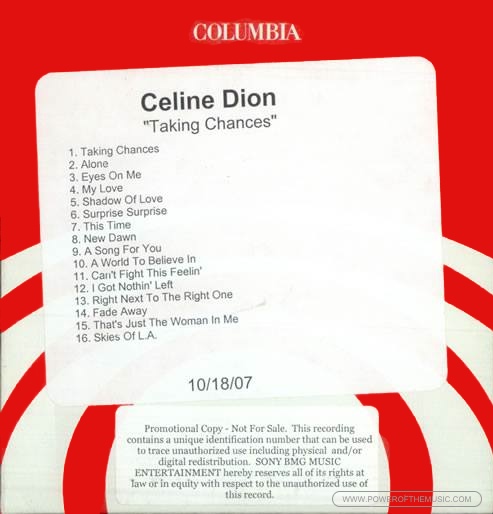 COLUMBIA
Celine Dion
"Taking Chances"
1. Taking Chances
2. Alone
3. Eyes On Me
4. My Love
5. Shadow Of Love
6. Surprise Surprise
7. This Time
8. New Dawn
9. A Song For You
10. A World To Believe In
11. Can't Fight This Feelin'
12. I Got Nothin' Left
13. Right Next To The Right One
14. Fade Away
15. That's Just The Woman In Me
16. Skies Of L.A.
10/18/07
Promotional Copy - Not For Sale. This recording
contains a unique identification number that can be used
to trace unauthorized use including physical and/or
digital redistribution. SONY BMG MUSIC
ENTERTAINMENT hereby reserves all of its rights at
law or in equity with respect to the unauthorized use of
this record.
WWW.POWEROFTHEMUSIC.COM